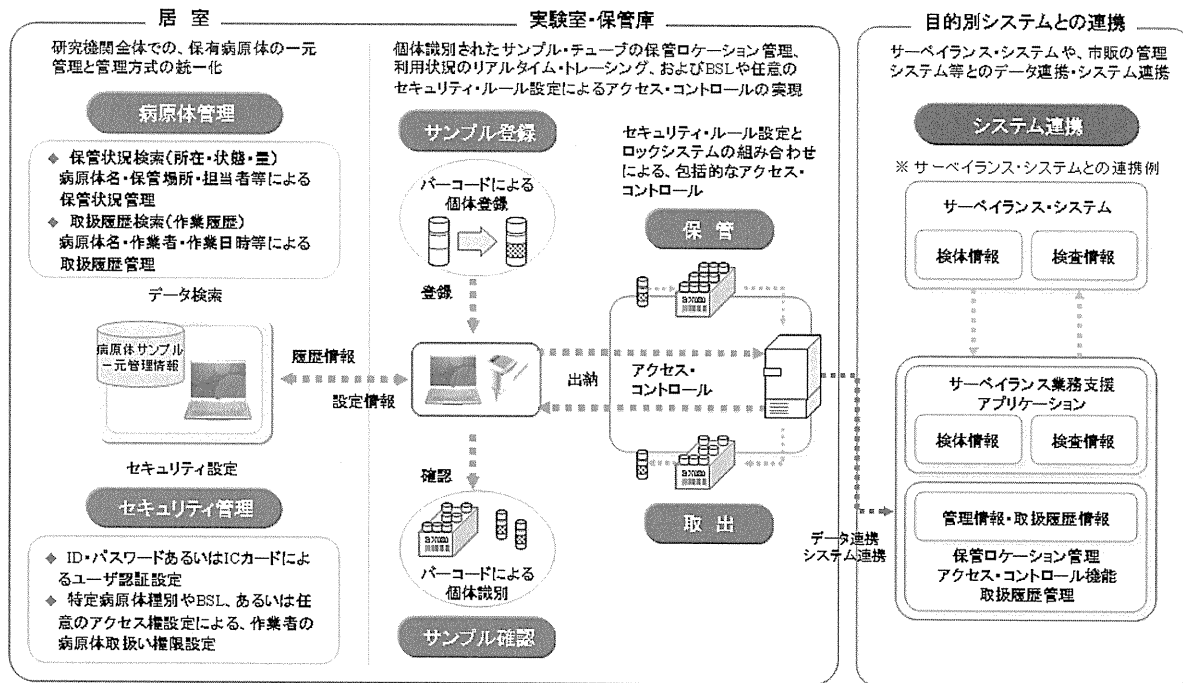 居 室
研究機関全体での、保有病原体の一元
管理と管理方式の統一化
病原体管理
◆ 保管状況検索(所在・状態・量)
病原体名・保管場所・担当者等による
保管状況管理
◆ 取扱履歴検索(作業履歴)
病原体名・作業者・作業日時等による
取扱履歴管理
データ検索
病原体サンプル
一元管理情報
セキュリティ設定
セキュリティ管理
◆ ID・パスワードあるいはICカードによ
るユーザ認証設定
◆ 特定病原体種別やBSL、あるいは任
意のアクセス権設定による、作業者の
病原体取扱い権限設定
履歴情報
設定情報
実験室・保管庫
個体識別されたサンプル・チューブの保管ロケーション管理、
利用状況のリアルタイム・トレーシング、およびBSLや任意の
セキュリティ・ルール設定によるアクセス・コントロールの実現
サンプル登録
バーコードによる
個体登録
登録
確認
バーコードによる
個体識別
サンプル確認
セキュリティ・ルール設定と
ロックシステムの組み合わせ
による、包括的なアクセス・
コントロール
保 管
出納
アクセス・
コントロール
取 出
データ連携
システム連携
目的別システムとの連携
サーベイランス・システムや、市販の管理
システム等とのデータ連携・システム連携
システム連携
※ サーベイランス・システムとの連携例
サーベイランス・システム
検体情報
検査情報
サーベイランス業務支援
アプリケーション
検体情報
検査情報
管理情報・取扱履歴情報
保管ロケーション管理
アクセス・コントロール機能
取扱履歴管理